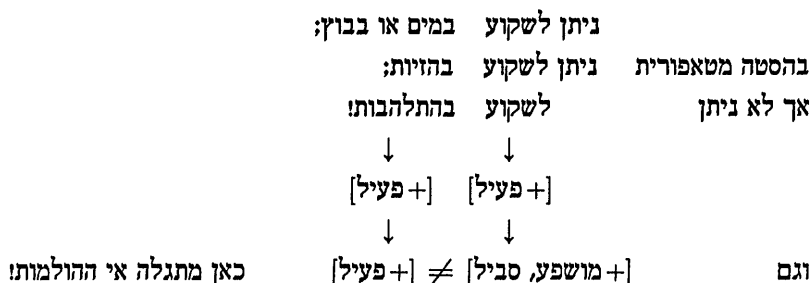 ניתן לשקוע במים או בבוץ;
בהסטה מטאפורית ניתן לשקוע בהזיות;
אך לא ניתן לשקוע בהתלהבות!
↓ ↓
[+פעיל] [+פעיל]
↓ ↓
וגם [+מושפע, סביל] ≠ [+פעיל] כאן מתגלה אי ההולמות!